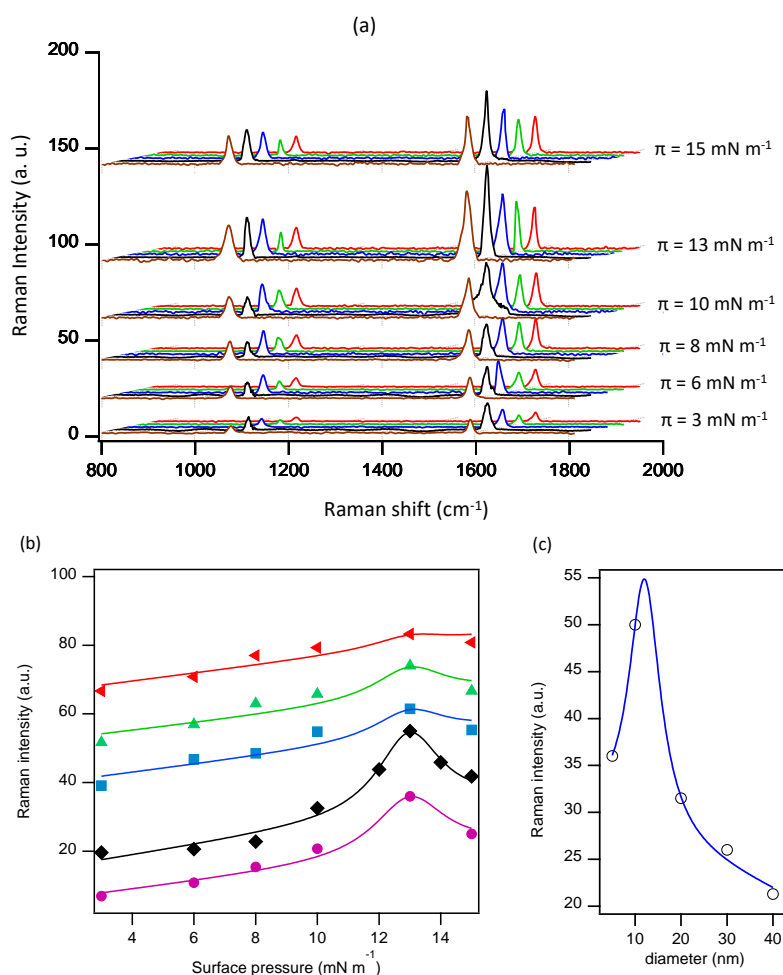 (a)
200
150
100
50
0
Raman Intensity (a. u.)
π = 15 mN m⁻¹
π = 13 mN m⁻¹
π = 10 mN m⁻¹
π = 8 mN m⁻¹
π = 6 mN m⁻¹
π = 3 mN m⁻¹
800 1000 1200 1400 1600 1800 2000
Raman shift (cm⁻¹)
(b)
100
80
60
40
20
Raman intensity (a.u.)
4 6 8 10 12 14
Surface pressure (mN m⁻¹)
(c)
55
50
45
40
35
30
25
20
Raman intensity (a.u.)
10 20 30 40
diameter (nm)